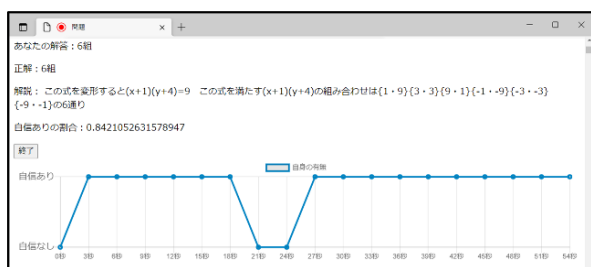 問題
あなたの解答：6組
正解：6組
解説： この式を変形すると(x+1)(y+4)=9　この式を満たす(x+1)(y+4)の組み合わせは{1・9}{3・3}{9・1}{-1・-9}{-3・-3}
{-9・-1}の6通り
自信ありの割合：0.8421052631578947
終了
自身の有無
自信あり
自信なし
0秒 3秒 6秒 9秒 12秒 15秒 18秒 21秒 24秒 27秒 30秒 33秒 36秒 39秒 42秒 45秒 48秒 51秒 54秒